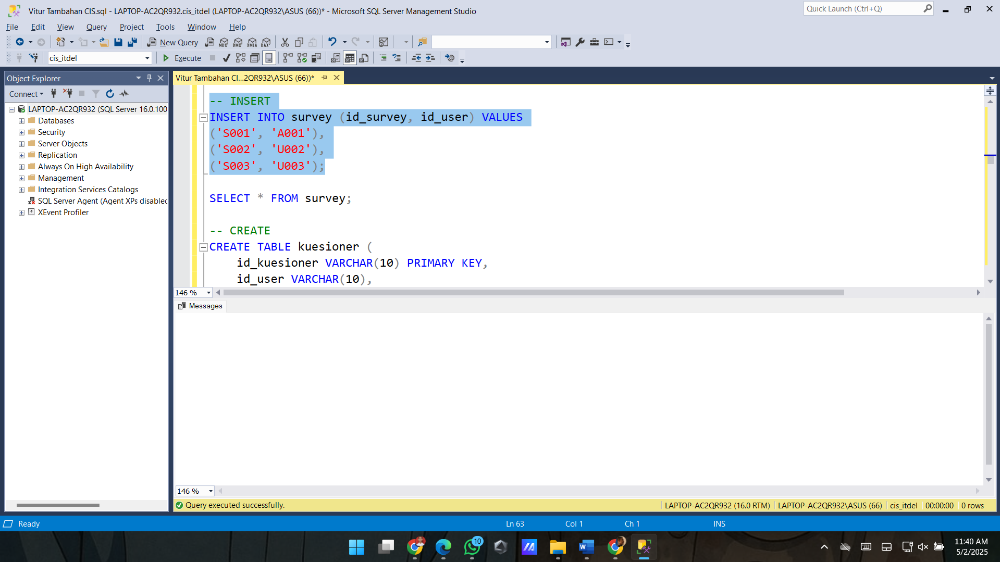 Vitur Tambahan CIS.sql - LAPTOP-AC2QR932.cis_itdel (LAPTOP-AC2QR932\ASUS (66))* - Microsoft SQL Server Management Studio
Quick Launch (Ctrl+Q)
File Edit View Query Project Tools Window Help
New Query
MDX DMX XMLA DAX
cis_itdel
Execute
Object Explorer
Vitur Tambahan CI...2QR932\ASUS (66))*
Connect
LAPTOP-AC2QR932 (SQL Server 16.0.100
Databases
Security
Server Objects
Replication
Always On High Availability
Management
Integration Services Catalogs
SQL Server Agent (Agent XPs disabled
XEvent Profiler
-- INSERT
INSERT INTO survey (id_survey, id_user) VALUES
('S001', 'A001'),
('S002', 'U002'),
('S003', 'U003');
SELECT * FROM survey;
-- CREATE
CREATE TABLE kuesioner (
id_kuesioner VARCHAR(10) PRIMARY KEY,
id_user VARCHAR(10),
146 %
Messages
146 %
Query executed successfully.
LAPTOP-AC2QR932 (16.0 RTM) LAPTOP-AC2QR932\ASUS (66) cis_itdel 00:00:00 0 rows
Ready
Ln 63 Col 1 Ch 1 INS
10
11:40 AM
5/2/2025